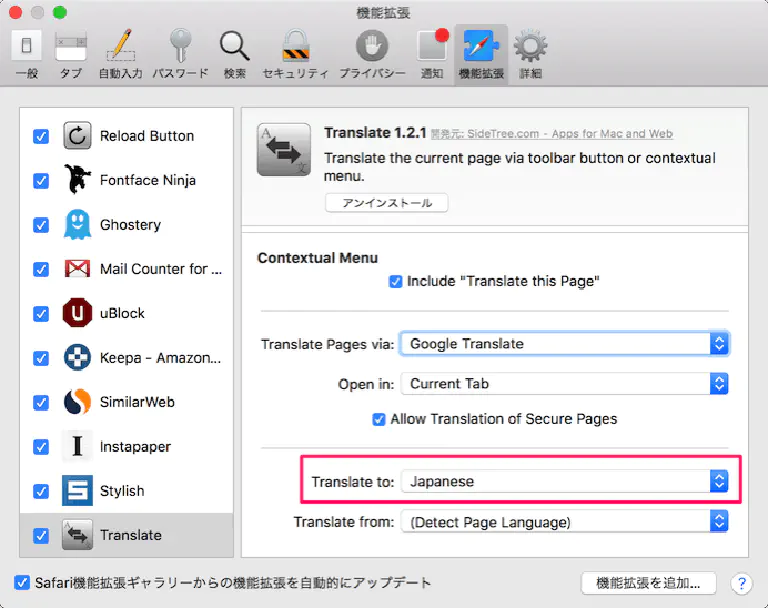 機能拡張
一般 タブ 自動入力 パスワード 検索 セキュリティ プライバシー 通知 機能拡張 詳細
Reload Button
Fontface Ninja
Ghostery
Mail Counter for ...
uBlock
Keepa - Amazon...
SimilarWeb
Instapaper
Stylish
Translate
Translate 1.2.1 開発元: SideTree.com - Apps for Mac and Web
Translate the current page via toolbar button or contextual
menu.
アンインストール
Contextual Menu
Include "Translate this Page"
Translate Pages via: Google Translate
Open in: Current Tab
Allow Translation of Secure Pages
Translate to: Japanese
Translate from: (Detect Page Language)
Safari機能拡張ギャラリーからの機能拡張を自動的にアップデート
機能拡張を追加... ?